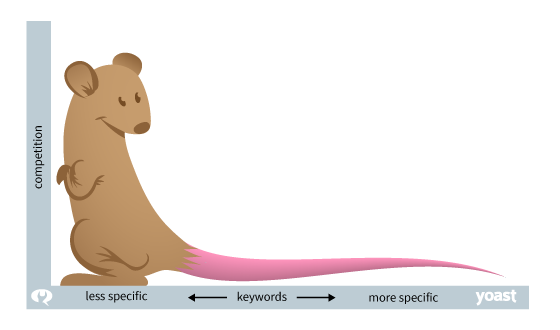 competition
less specific
keywords
more specific
yoast